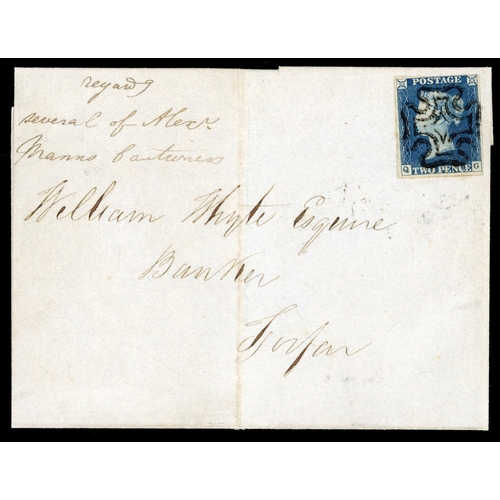 regard
several of Alexr
Manns Cautioners
POSTAGE
TWO PENCE
Q G
William Whyte Esquire
Banker
Forfar